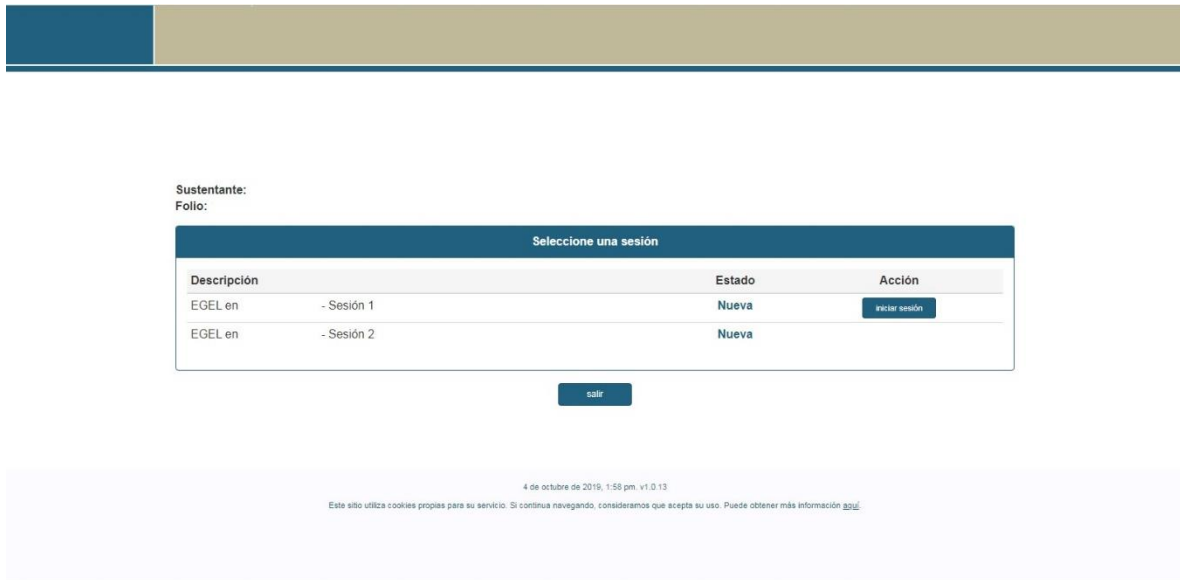 Sustentante:
Folio:
Seleccione una sesión
Descripción Estado Acción
EGEL en - Sesión 1 Nueva iniciar sesión
EGEL en - Sesión 2 Nueva
salir
4 de octubre de 2019, 1:58 pm. v1.0.13
Este sitio utiliza cookies propias para su servicio. Si continua navegando, consideramos que acepta su uso. Puede obtener más información aquí.